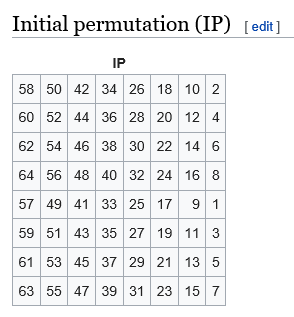 Initial permutation (IP) [ edit ]
IP
58 50 42 34 26 18 10 2
60 52 44 36 28 20 12 4
62 54 46 38 30 22 14 6
64 56 48 40 32 24 16 8
57 49 41 33 25 17 9 1
59 51 43 35 27 19 11 3
61 53 45 37 29 21 13 5
63 55 47 39 31 23 15 7